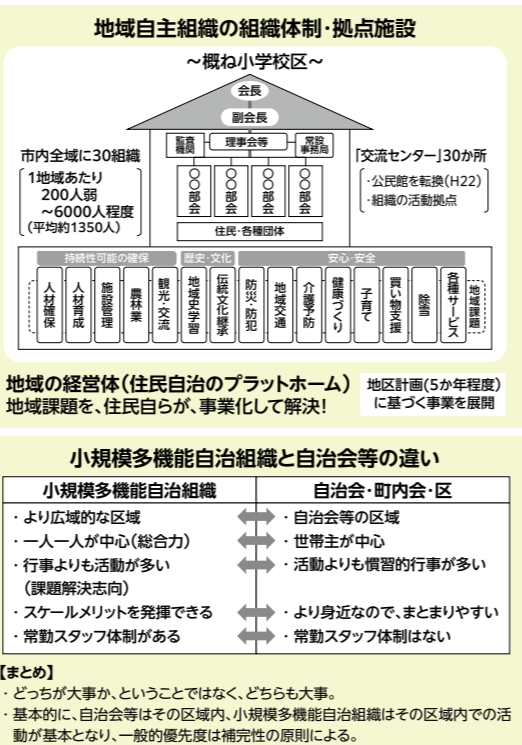 地域自主組織の組織体制・拠点施設
～概ね小学校区～
会長
副会長
監査機関
理事会等
常設事務局
○○部会
○○部会
○○部会
○○部会
住民・各種団体
市内全域に30組織
1地域あたり
200人弱
～6000人程度
(平均約1350人)
「交流センター」30か所
・公民館を転換(H22)
・組織の活動拠点
持続性可能の確保
歴史・文化
安心・安全
人材確保
人材育成
施設管理
農林業
観光・交流
地域史学習
伝統文化継承
防災・防犯
地域交通
介護予防
健康づくり
子育て
買い物支援
除雪
各種サービス
地域課題
地域の経営体(住民自治のプラットホーム)
地域課題を、住民自らが、事業化して解決!
地区計画(5か年程度)
に基づく事業を展開
小規模多機能自治組織と自治会等の違い
小規模多機能自治組織
自治会・町内会・区
・より広域的な区域
・自治会等の区域
・一人一人が中心(総合力)
・世帯主が中心
・行事よりも活動が多い
(課題解決志向)
・活動よりも慣習的行事が多い
・スケールメリットを発揮できる
・より身近なので、まとまりやすい
・常勤スタッフ体制がある
・常勤スタッフ体制はない
【まとめ】
・どっちが大事か、ということではなく、どちらも大事。
・基本的に、自治会等はその区域内、小規模多機能自治組織はその区域内での活
動が基本となり、一般的優先度は補完性の原則による。